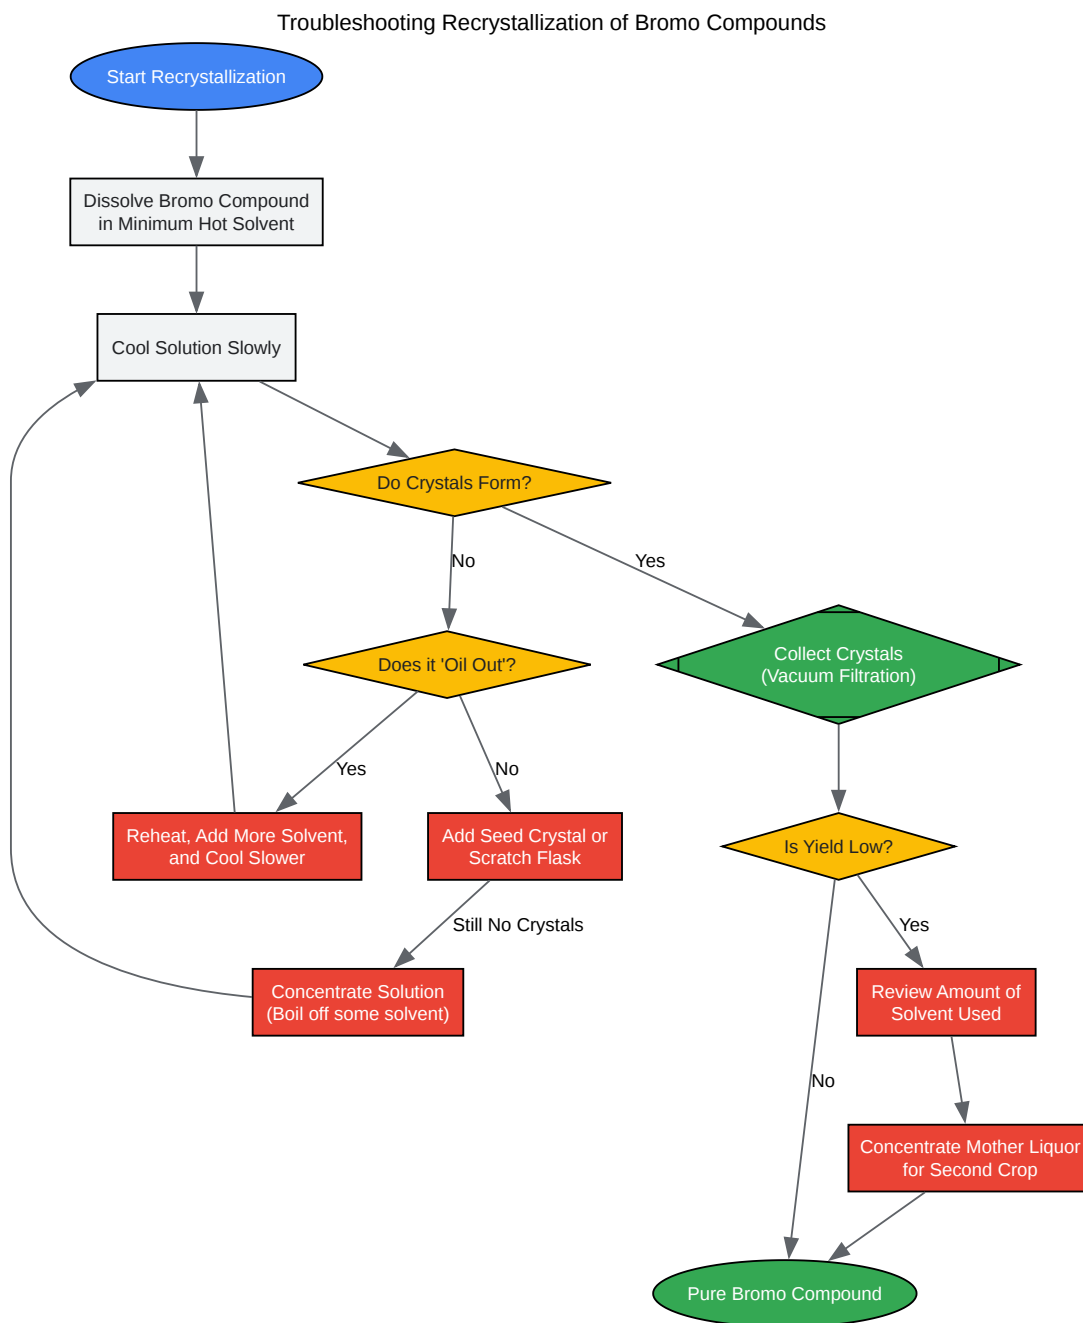 Troubleshooting Recrystallization of Bromo Compounds
Start Recrystallization
Dissolve Bromo Compound
in Minimum Hot Solvent
Cool Solution Slowly
Do Crystals Form?
No
Yes
Does it 'Oil Out'?
Collect Crystals
(Vacuum Filtration)
Yes
No
Reheat, Add More Solvent,
and Cool Slower
Add Seed Crystal or
Scratch Flask
Is Yield Low?
Still No Crystals
Yes
Concentrate Solution
(Boil off some solvent)
Review Amount of
Solvent Used
No
Concentrate Mother Liquor
for Second Crop
Pure Bromo Compound